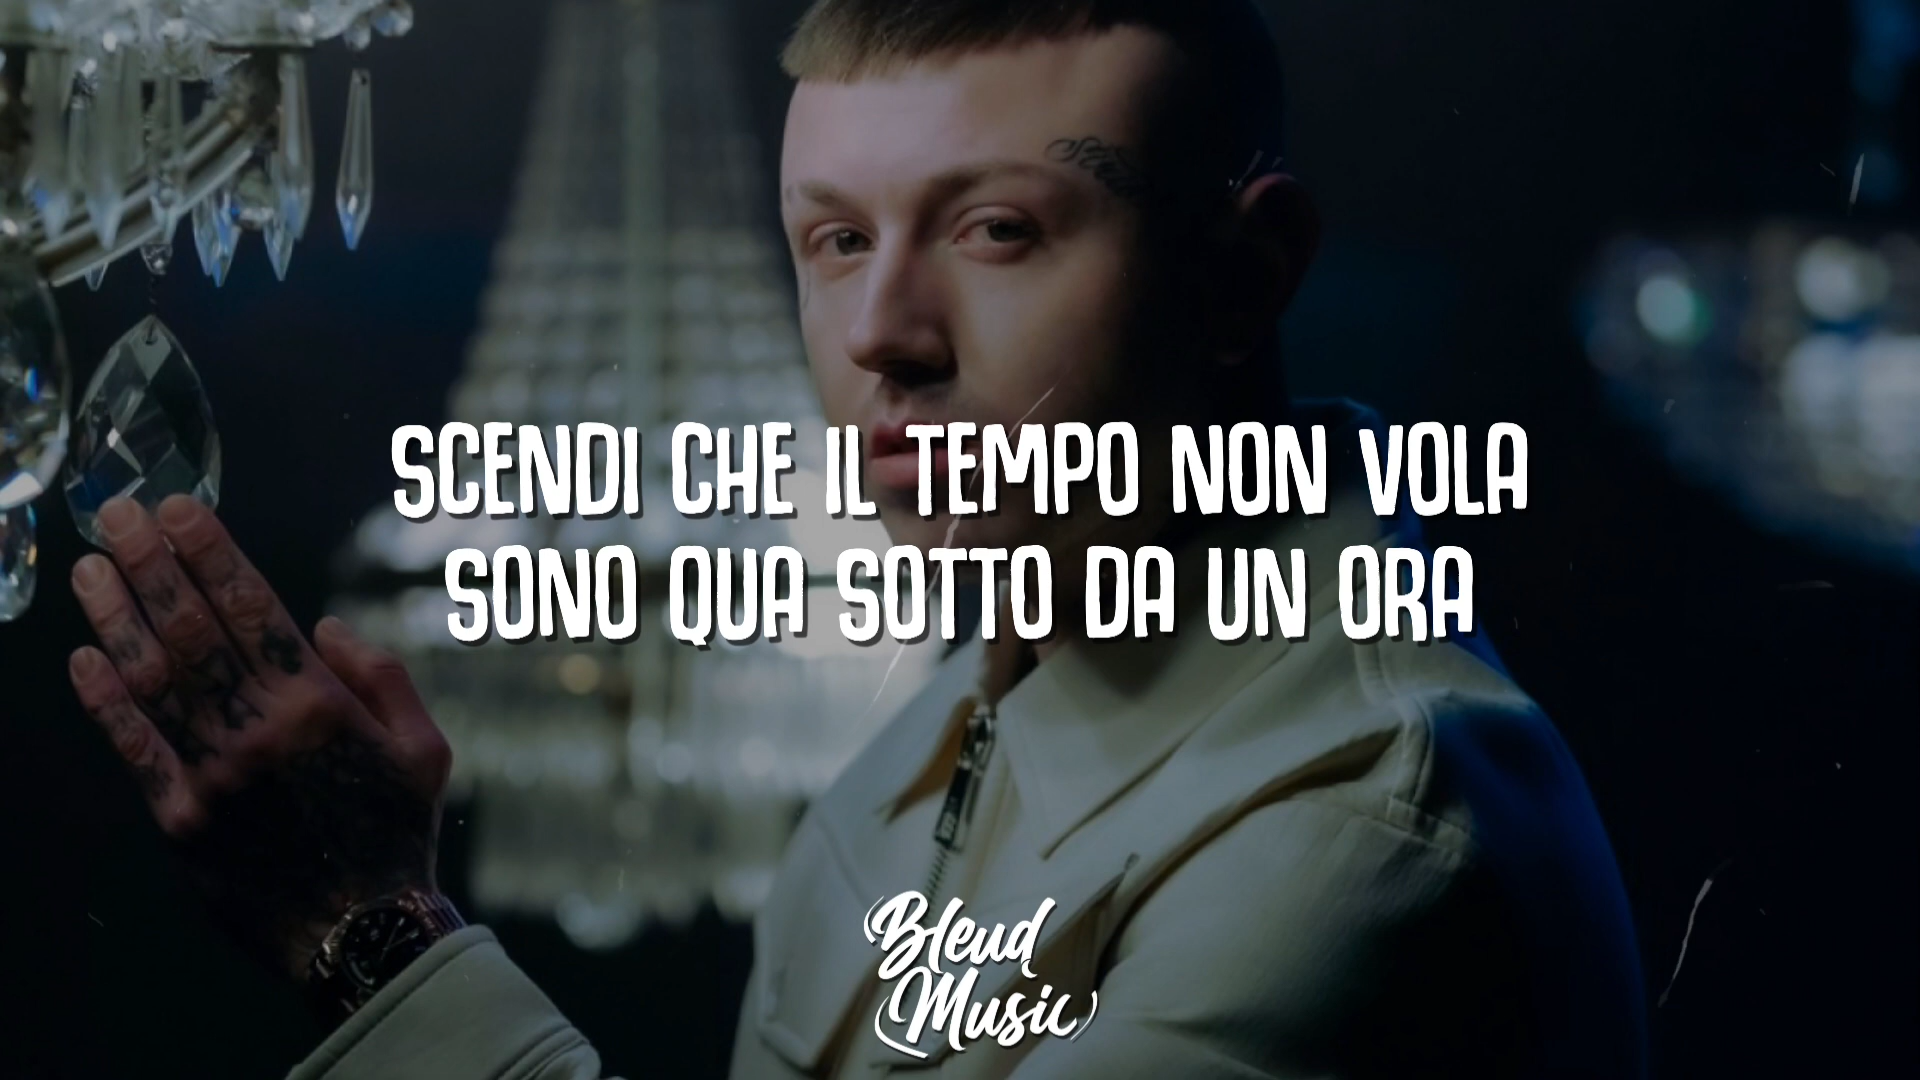 SCENDI CHE IL TEMPO NON VOLA
SONO QUA SOTTO DA UN ORA
Bleud
Music